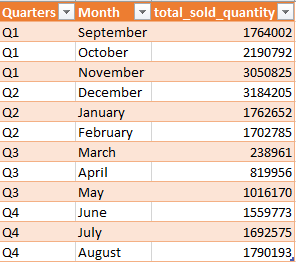 Quarters Month total_sold_quantity
Q1 September 1764002
Q1 October 2190792
Q1 November 3050825
Q2 December 3184205
Q2 January 1762652
Q2 February 1702785
Q3 March 238961
Q3 April 819956
Q3 May 1016170
Q4 June 1559773
Q4 July 1692575
Q4 August 1790193